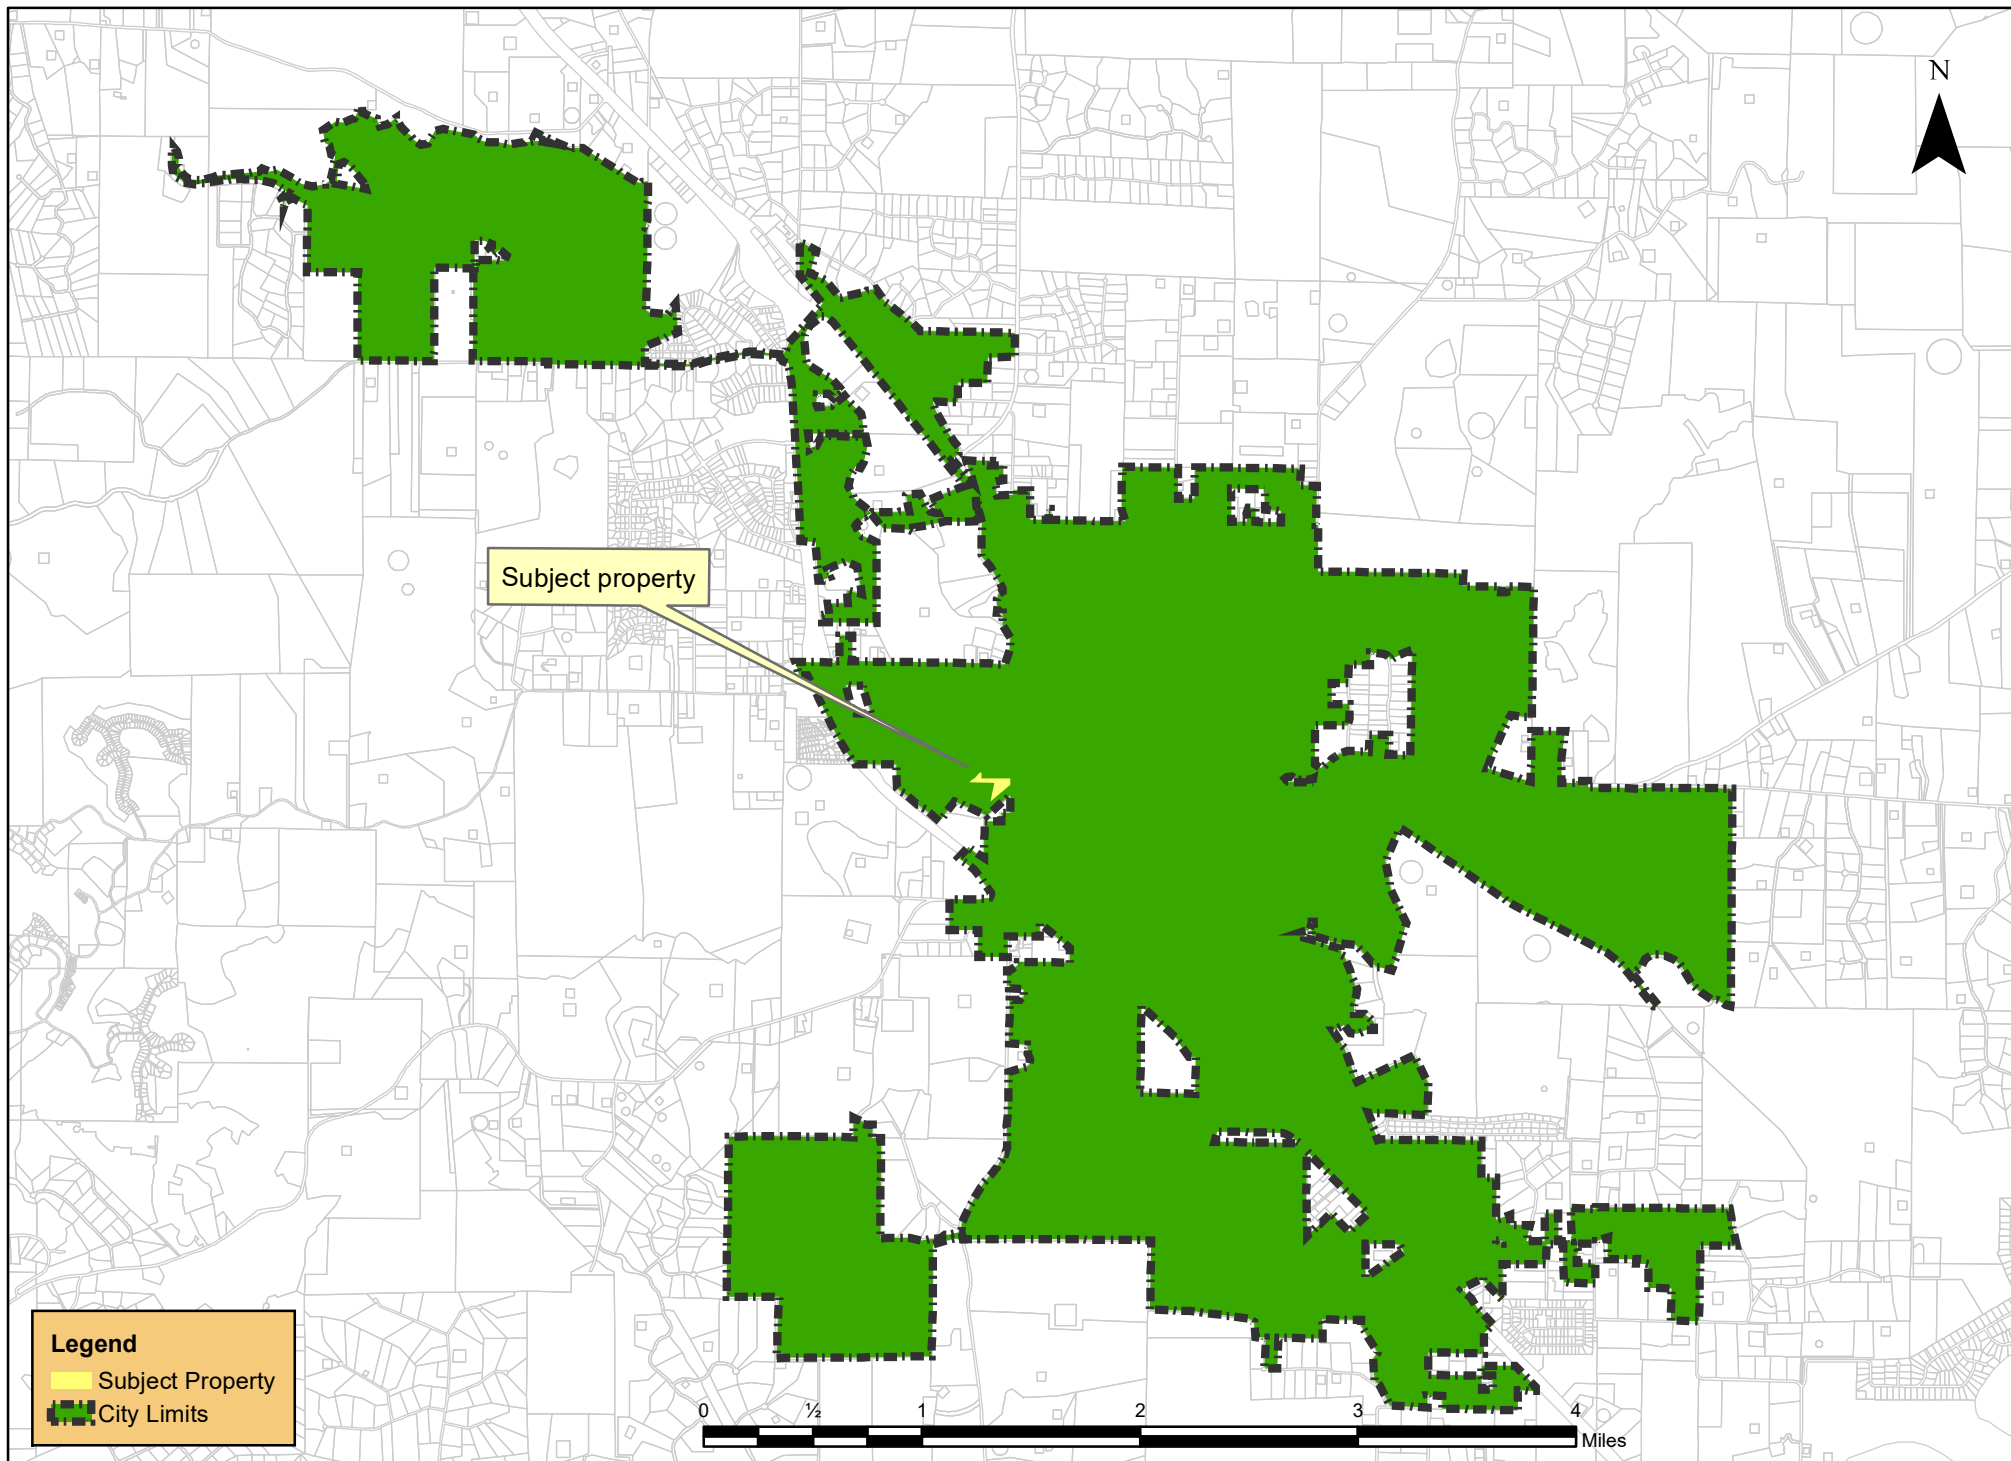 N
Subject property
Legend
Subject Property
City Limits
0 ½ 1 2 3 4
Miles